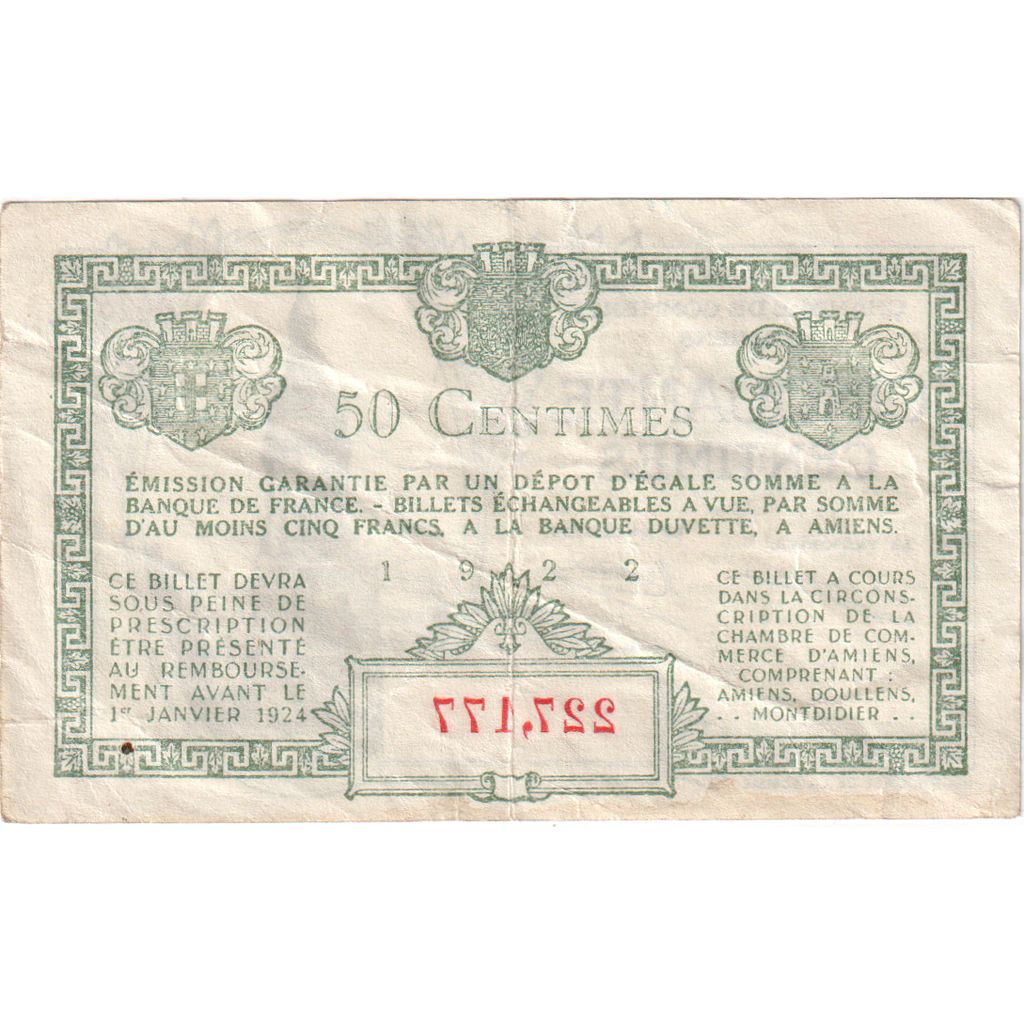 50 CENTIMES
ÉMISSION GARANTIE PAR UN DÉPOT D'ÉGALE SOMME A LA
BANQUE DE FRANCE. - BILLETS ÉCHANGEABLES A VUE, PAR SOMME
D'AU MOINS CINQ FRANCS, A LA BANQUE DUVETTE, A AMIENS.
1 9 2 2
CE BILLET DEVRA
SOUS PEINE DE
PRESCRIPTION
ÊTRE PRÉSENTÉ
AU REMBOURSE-
MENT AVANT LE
1er JANVIER 1924
CE BILLET A COURS
DANS LA CIRCONS-
CRIPTION DE LA
CHAMBRE DE COM-
MERCE D'AMIENS,
COMPRENANT :
AMIENS, DOULLENS,
. . MONTDIDIER . .
227,177